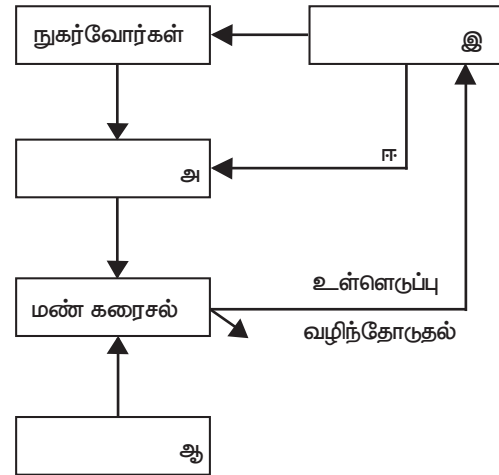 நுகர்வோர்கள்
இ
ஈ
அ
உள்ளெடுப்பு
மண் கரைசல்
வழிந்தோடுதல்
ஆ